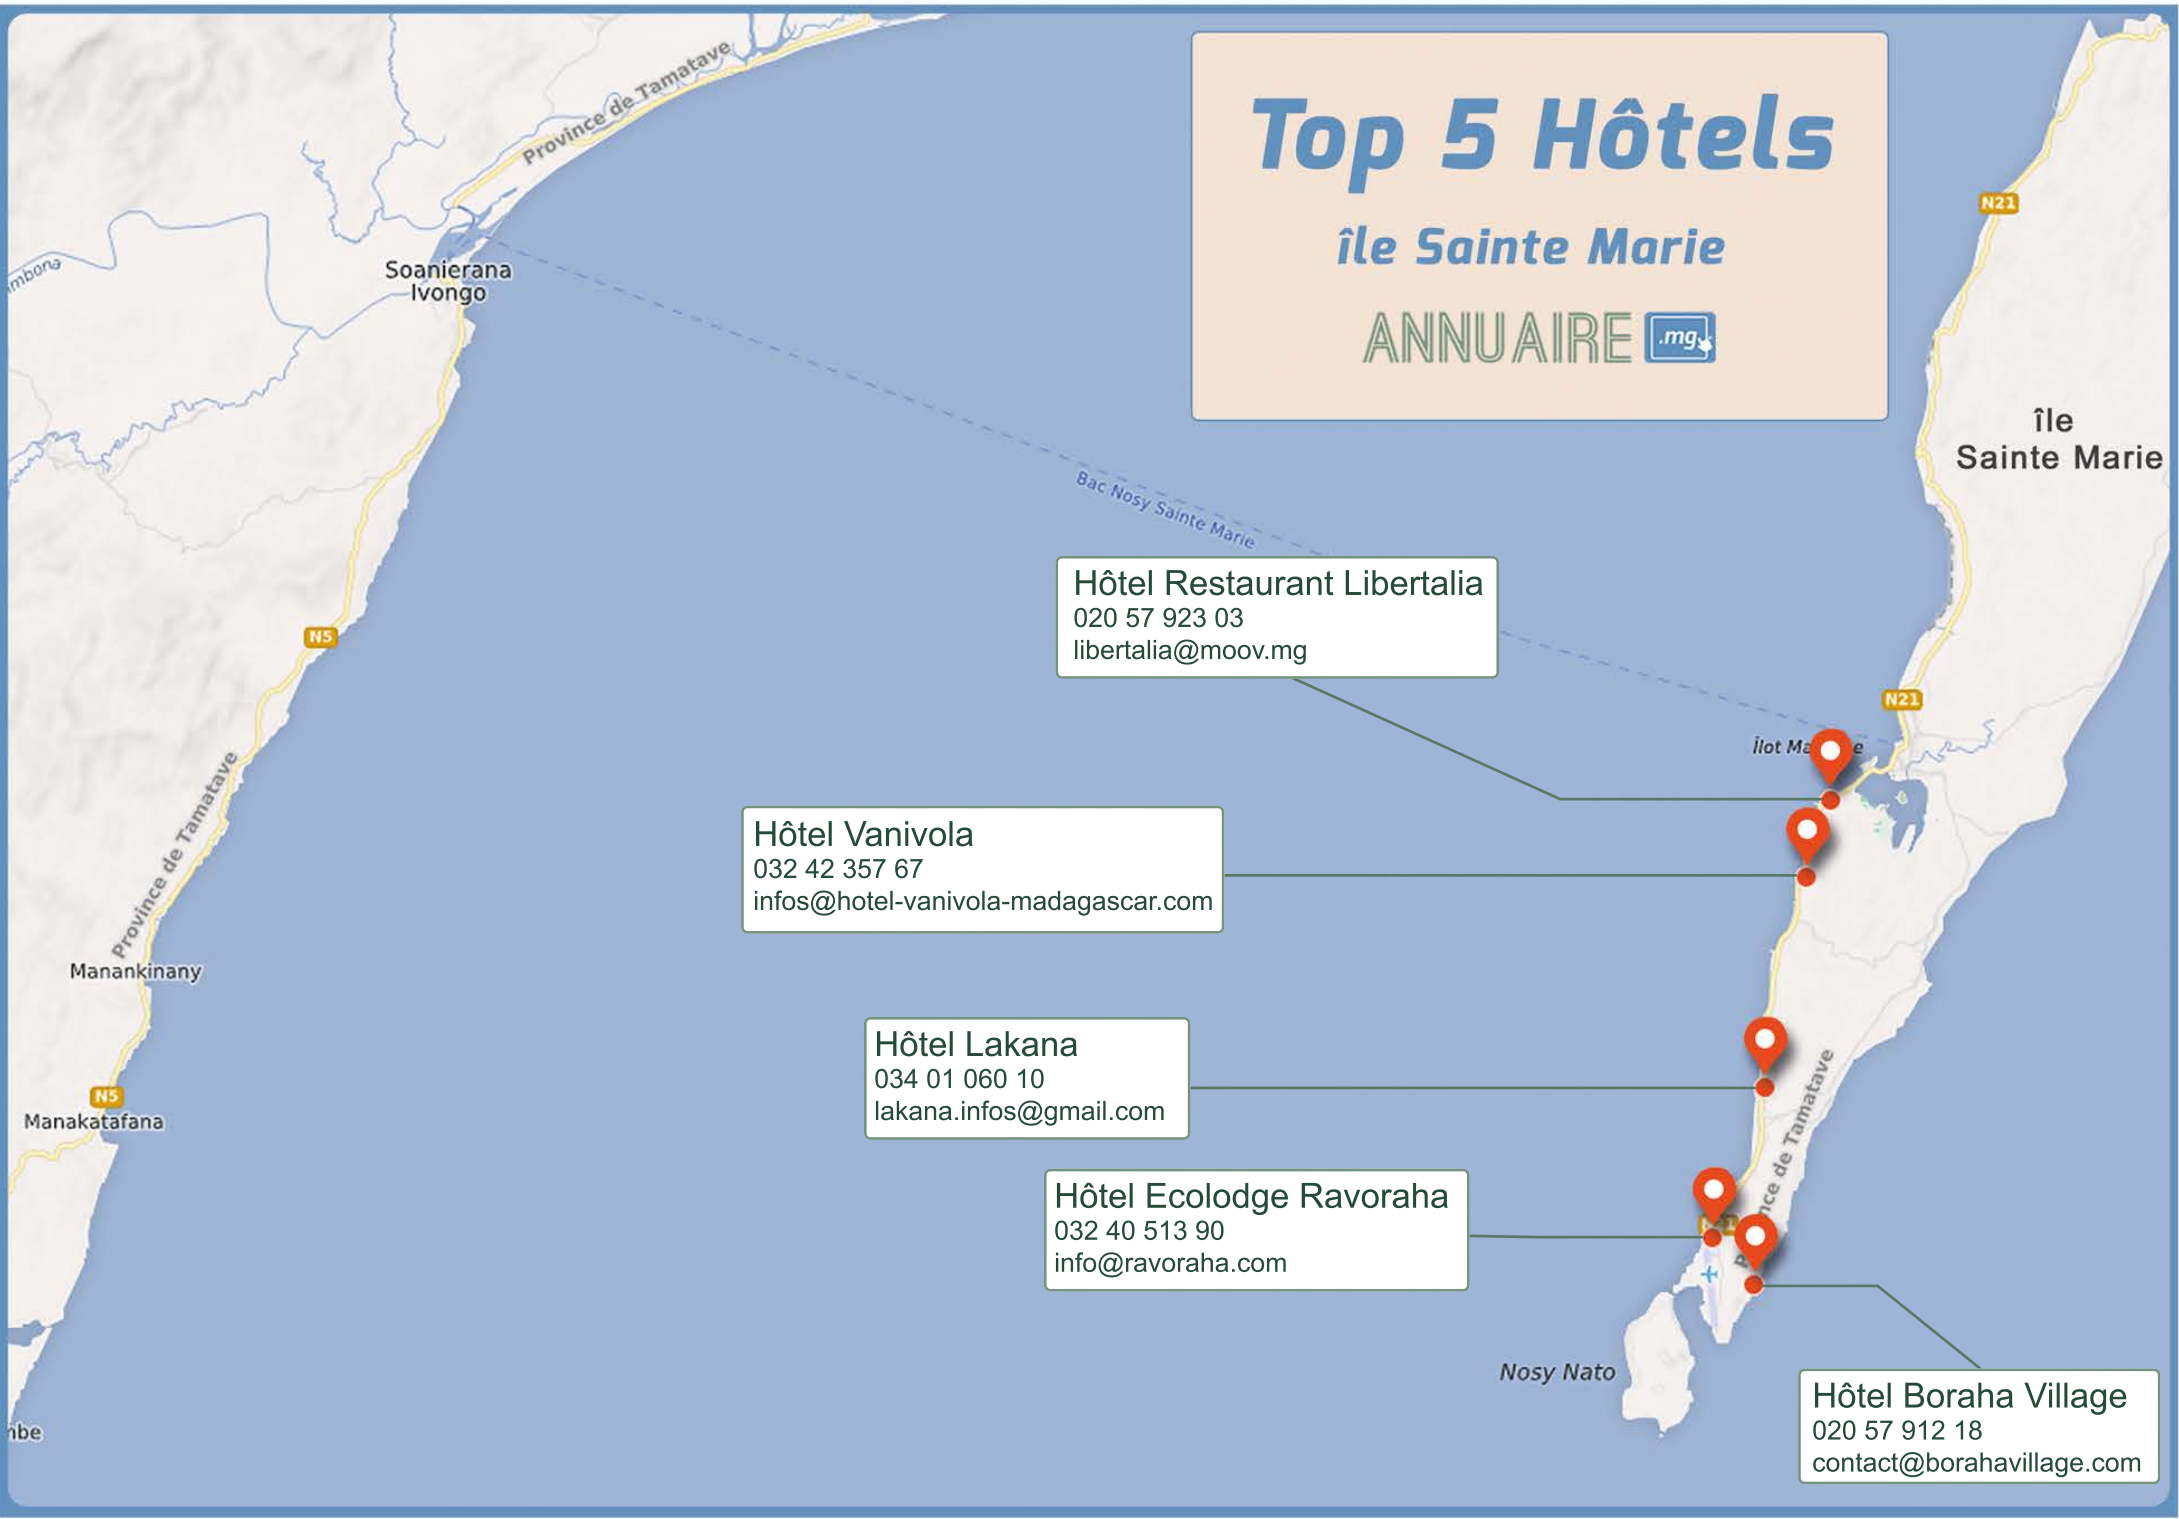 Top 5 Hôtels
île Sainte Marie
ANNUAIRE .mg
Province de Tamatave
N21
Soanierana
Ivongo
île
Sainte Marie
Bac Nosy Sainte Marie
Hôtel Restaurant Libertalia
020 57 923 03
libertalia@moov.mg
N5
N21
Îlot
Province de Tamatave
Hôtel Vanivola
032 42 357 67
infos@hotel-vanivola-madagascar.com
Manankinany
Hôtel Lakana
034 01 060 10
lakana.infos@gmail.com
N5
Manakatafana
de Tamatave
Hôtel Ecolodge Ravoraha
032 40 513 90
info@ravoraha.com
Nosy Nato
Hôtel Boraha Village
020 57 912 18
contact@borahavillage.com